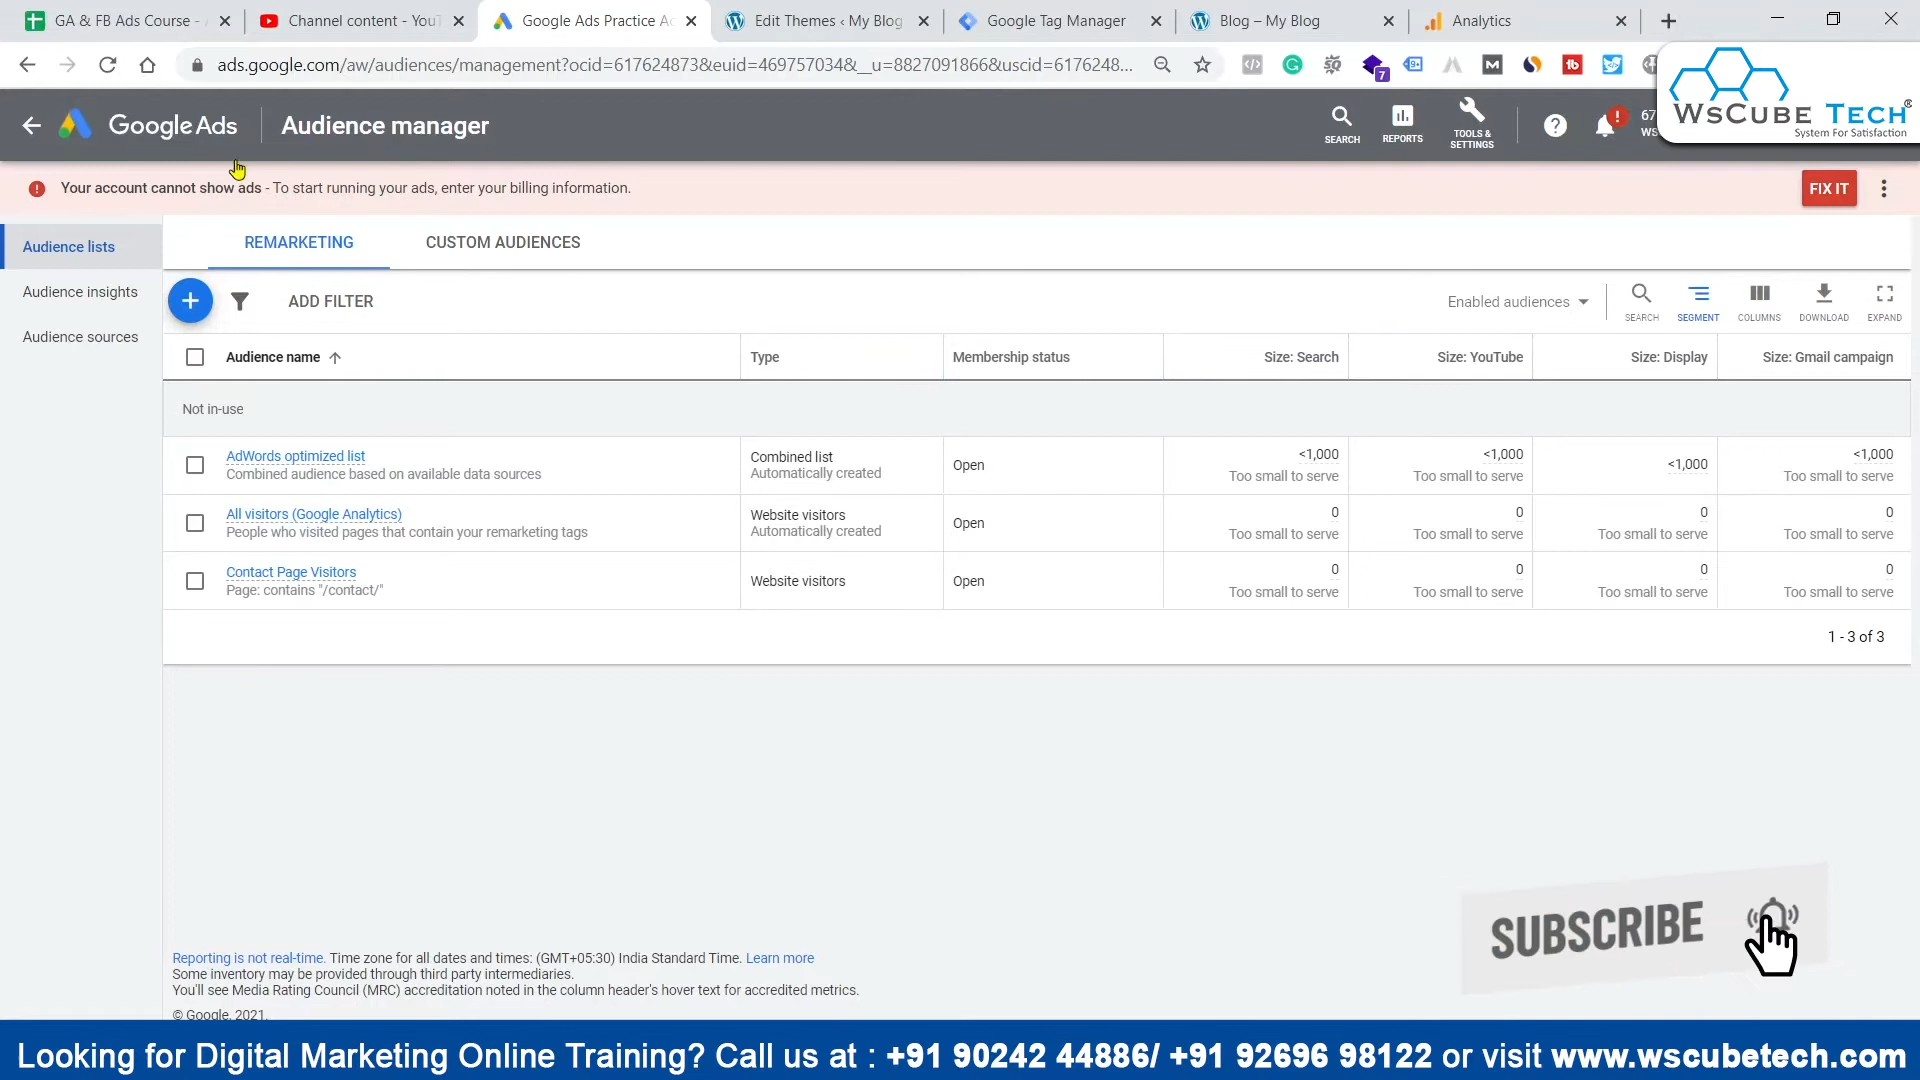 GA & FB Ads Course -
Channel content - YouT
Google Ads Practice Ac
Edit Themes ‹ My Blog
Google Tag Manager
Blog – My Blog
Analytics
ads.google.com/aw/audiences/management?ocid=617624873&euid=469757034&__u=8827091866&uscid=6176248...
7
WsCube Tech®
System For Satisfaction
Google Ads
Audience manager
SEARCH
REPORTS
TOOLS &
SETTINGS
67
WS
Your account cannot show ads - To start running your ads, enter your billing information.
FIX IT
Audience lists
Audience insights
Audience sources
REMARKETING
CUSTOM AUDIENCES
ADD FILTER
Enabled audiences
SEARCH
SEGMENT
COLUMNS
DOWNLOAD
EXPAND
Audience name
Type
Membership status
Size: Search
Size: YouTube
Size: Display
Size: Gmail campaign
Not in-use
AdWords optimized list
Combined audience based on available data sources
Combined list
Automatically created
Open
<1,000
Too small to serve
<1,000
Too small to serve
<1,000
<1,000
Too small to serve
All visitors (Google Analytics)
People who visited pages that contain your remarketing tags
Website visitors
Automatically created
Open
0
Too small to serve
0
Too small to serve
0
Too small to serve
0
Too small to serve
Contact Page Visitors
Page: contains "/contact/"
Website visitors
Open
0
Too small to serve
0
Too small to serve
0
Too small to serve
0
Too small to serve
1 - 3 of 3
SUBSCRIBE
Reporting is not real-time. Time zone for all dates and times: (GMT+05:30) India Standard Time. Learn more
Some inventory may be provided through third party intermediaries.
You'll see Media Rating Council (MRC) accreditation noted in the column header's hover text for accredited metrics.
© Google, 2021.
Looking for Digital Marketing Online Training? Call us at : +91 90242 44886/ +91 92696 98122 or visit www.wscubetech.com